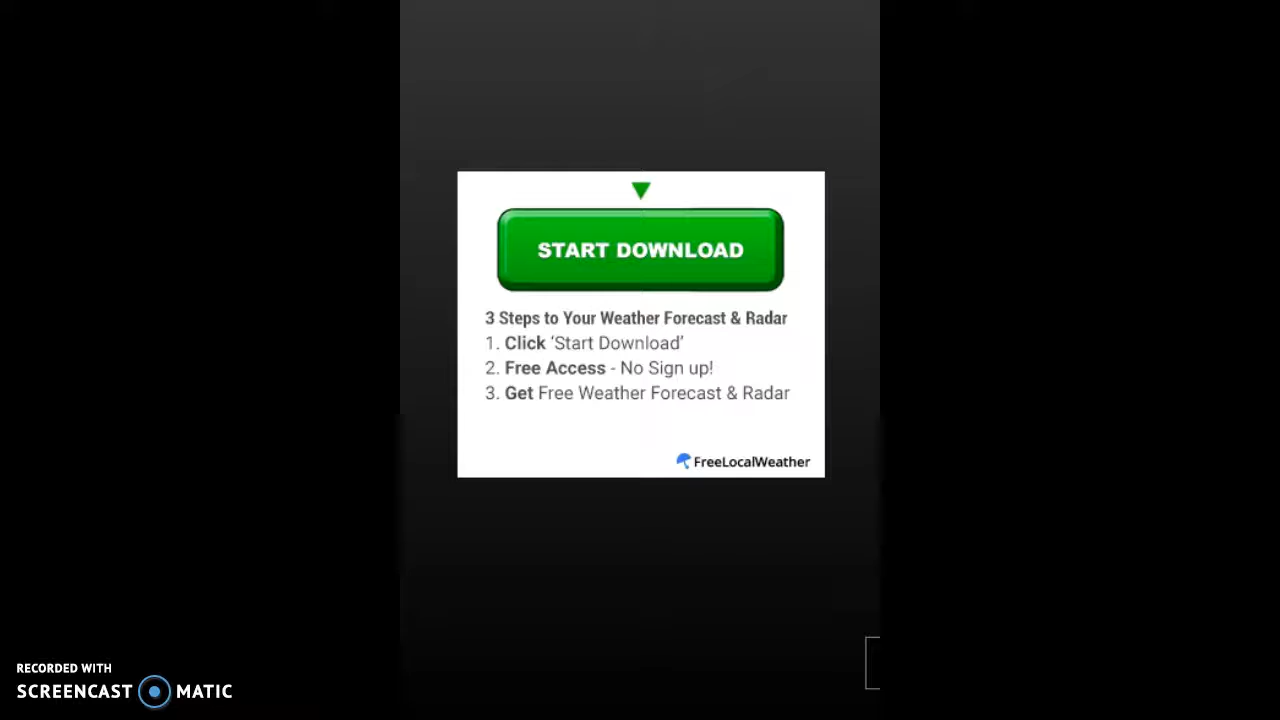 START DOWNLOAD
3 Steps to Your Weather Forecast & Radar
1. Click ‘Start Download’
2. Free Access - No Sign up!
3. Get Free Weather Forecast & Radar
FreeLocalWeather
RECORDED WITH
SCREENCAST MATIC